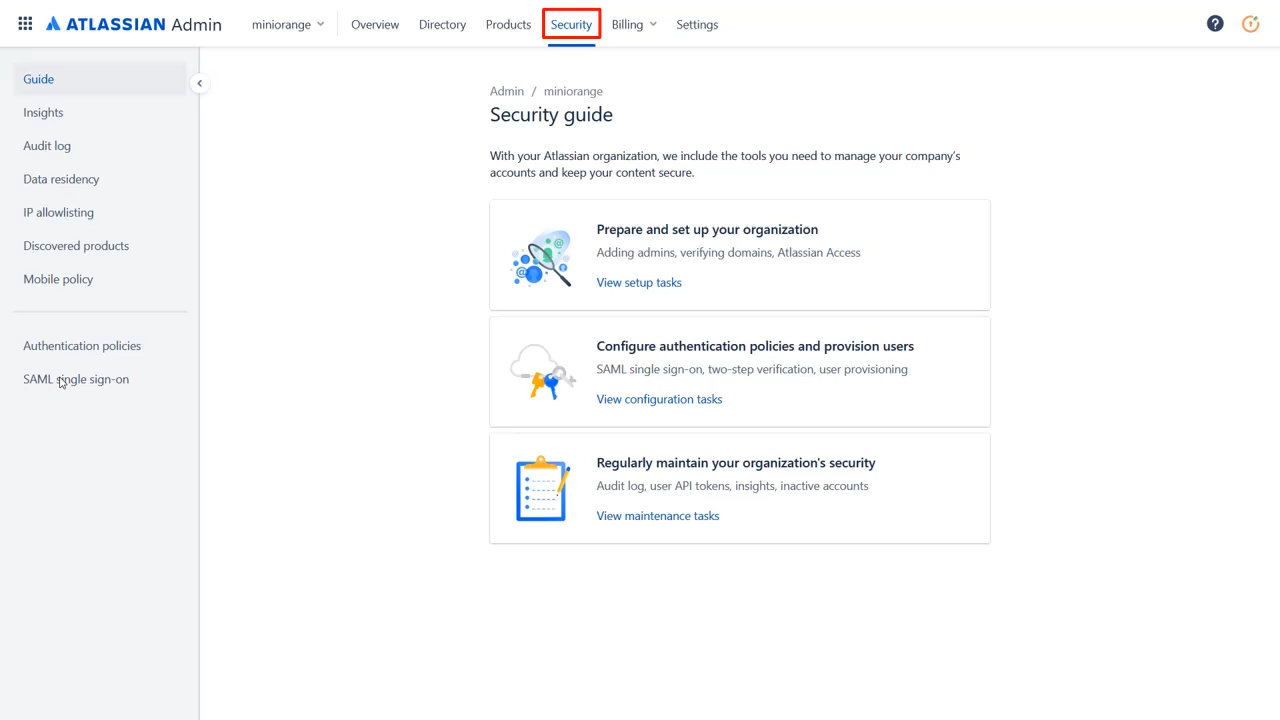 ATLASSIAN Admin
miniorange
Overview
Directory
Products
Security
Billing
Settings
?
Guide
Insights
Audit log
Data residency
IP allowlisting
Discovered products
Mobile policy
Authentication policies
SAML single sign-on
Admin / miniorange
Security guide
With your Atlassian organization, we include the tools you need to manage your company's
accounts and keep your content secure.
Prepare and set up your organization
Adding admins, verifying domains, Atlassian Access
View setup tasks
Configure authentication policies and provision users
SAML single sign-on, two-step verification, user provisioning
View configuration tasks
Regularly maintain your organization's security
Audit log, user API tokens, insights, inactive accounts
View maintenance tasks